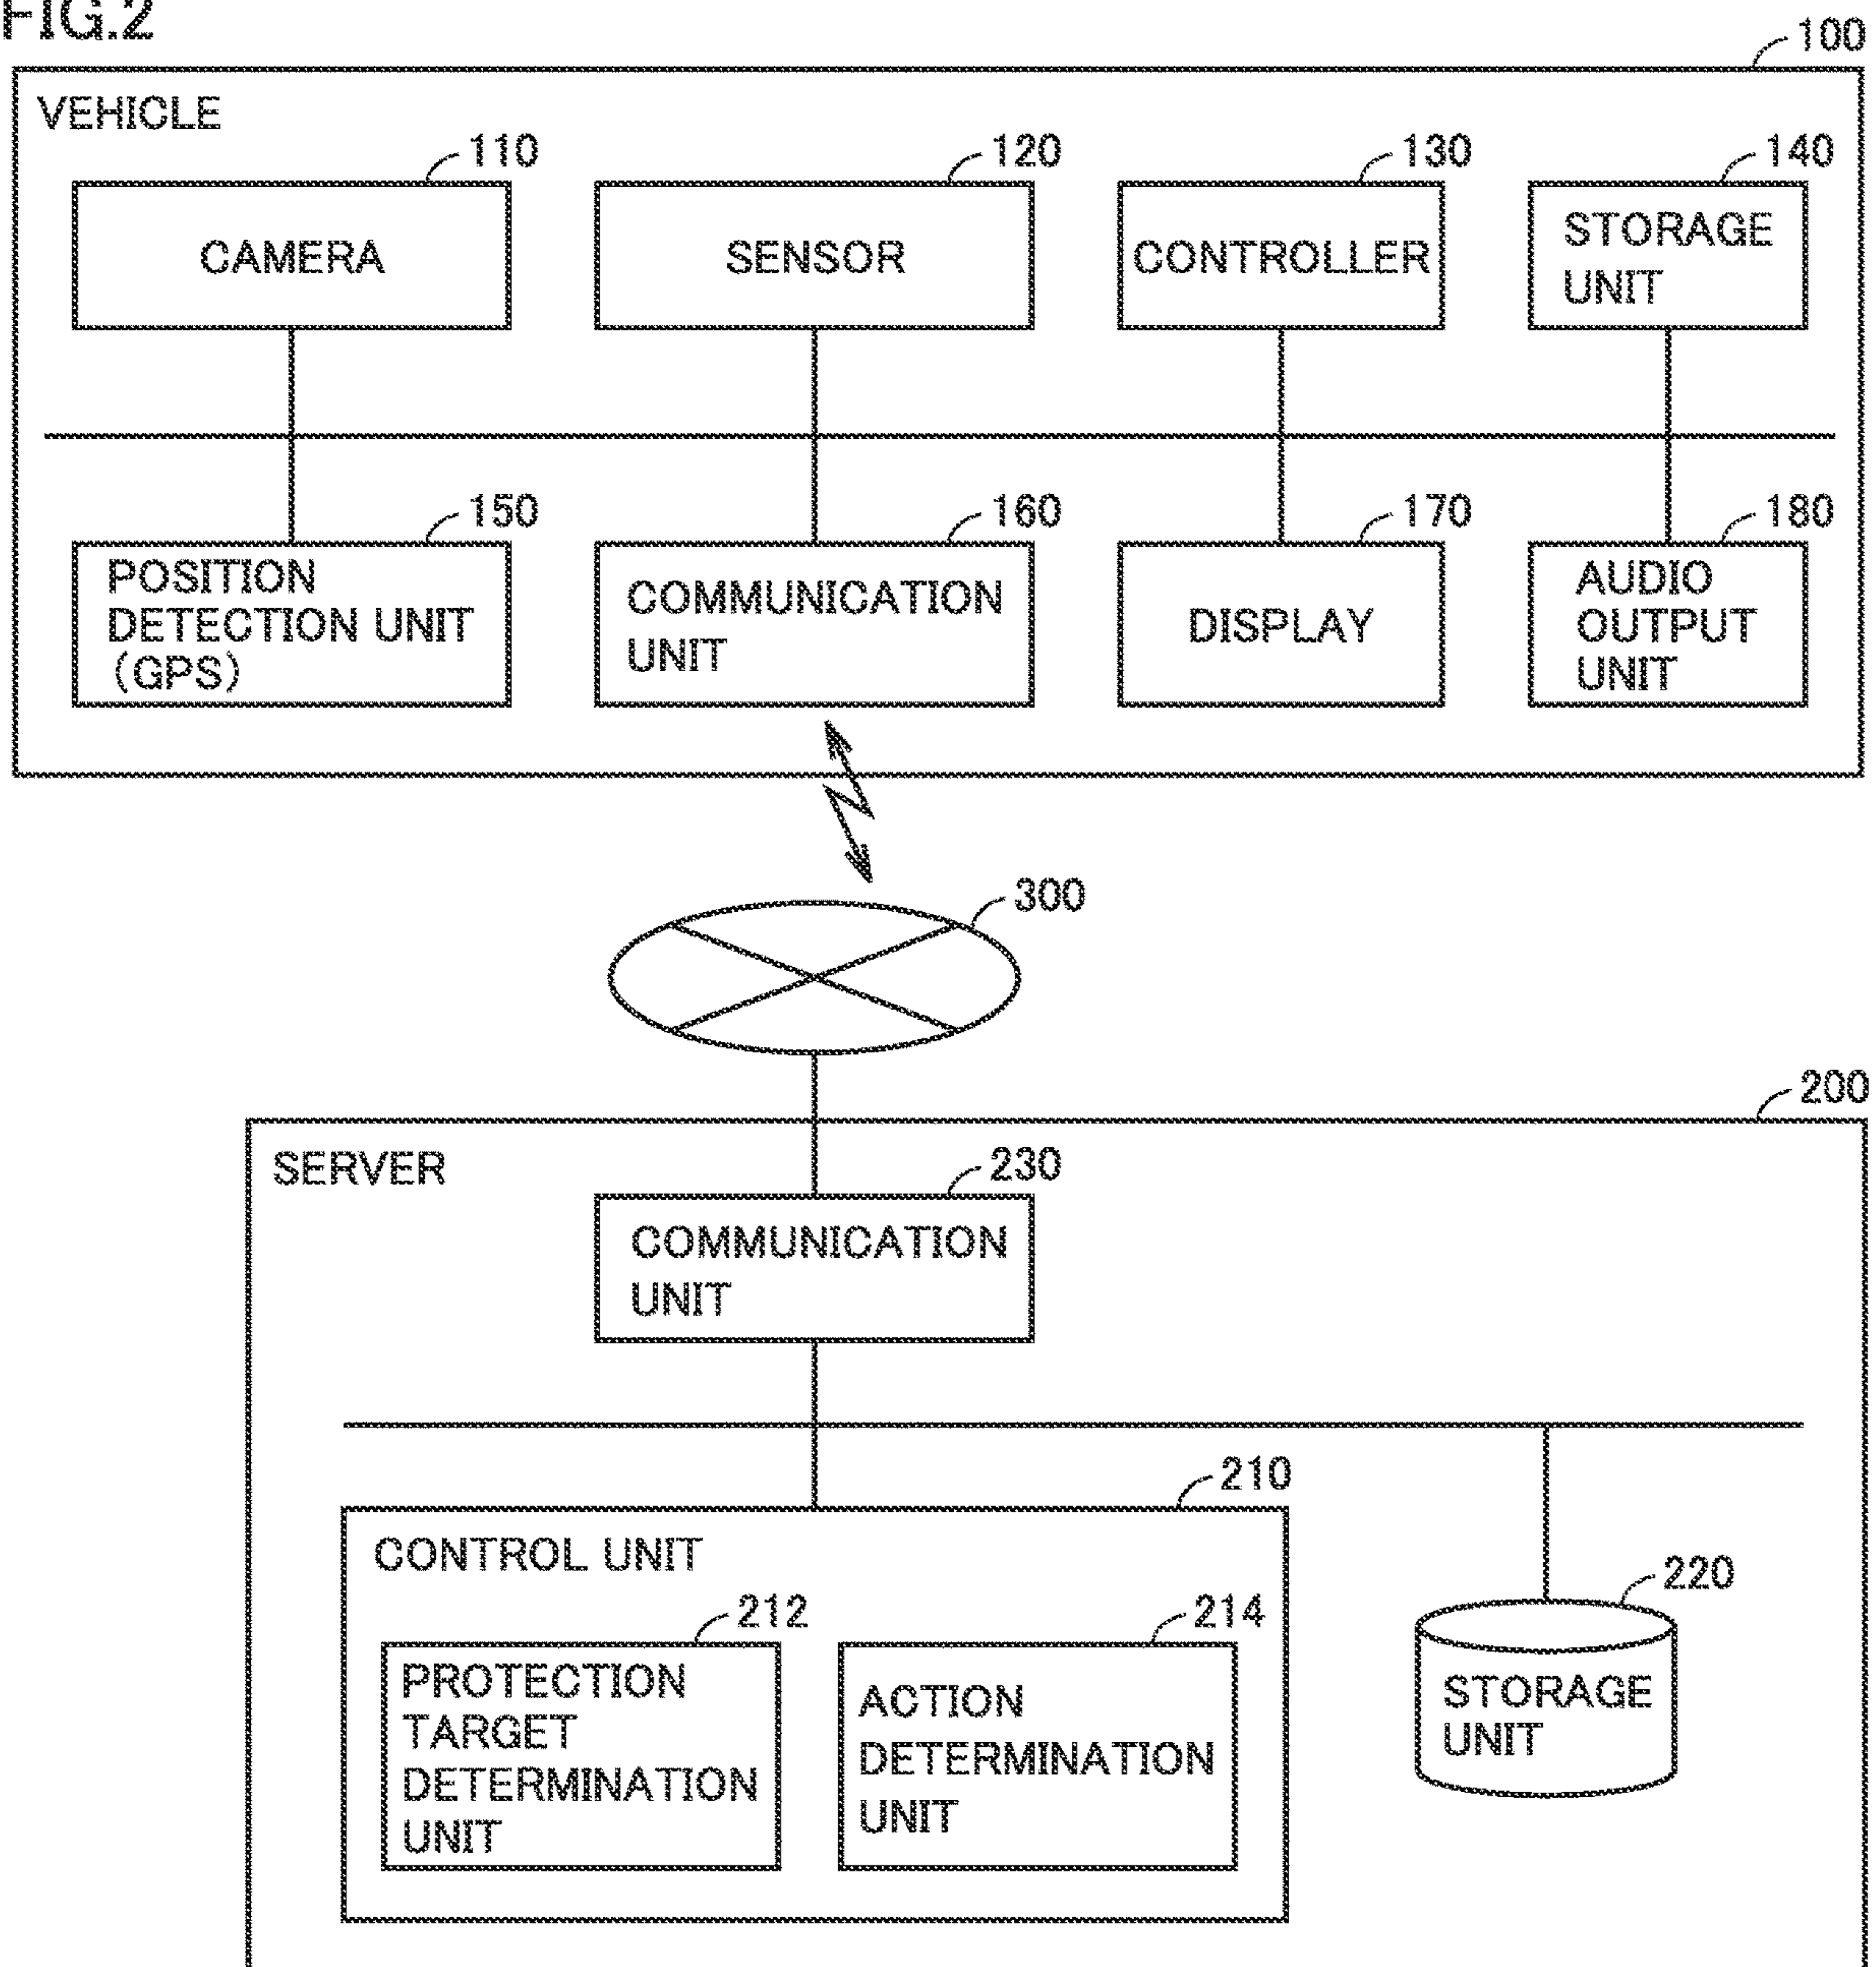 FIG.2
100
VEHICLE
110
120
130
140
CAMERA
SENSOR
CONTROLLER
STORAGE
UNIT
150
160
170
180
POSITION
DETECTION UNIT
(GPS)
COMMUNICATION
UNIT
DISPLAY
AUDIO
OUTPUT
UNIT
300
200
SERVER
230
COMMUNICATION
UNIT
210
CONTROL UNIT
212
214
220
PROTECTION
TARGET
DETERMINATION
UNIT
ACTION
DETERMINATION
UNIT
STORAGE
UNIT